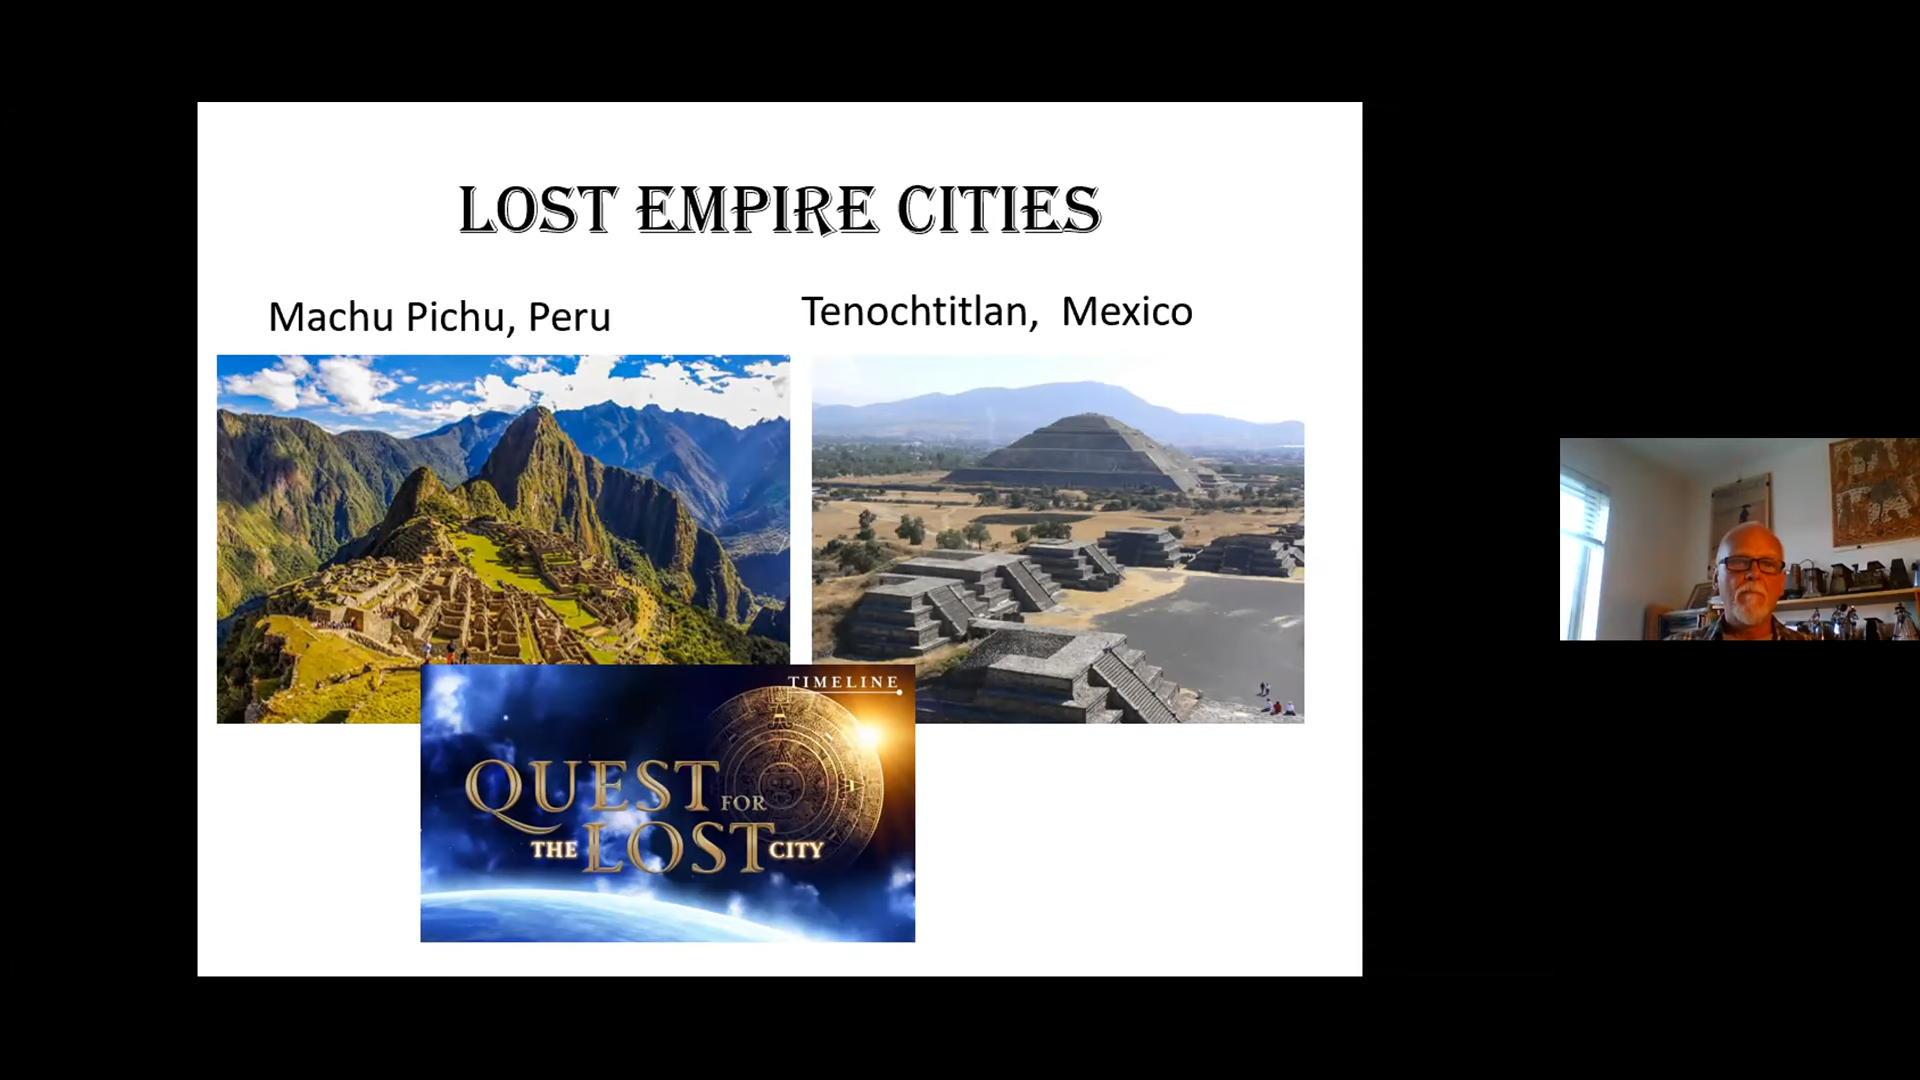 LOST EMPIRE CITIES
Machu Pichu, Peru
Tenochtitlan, Mexico
TIMELINE
QUEST FOR
THE LOST CITY